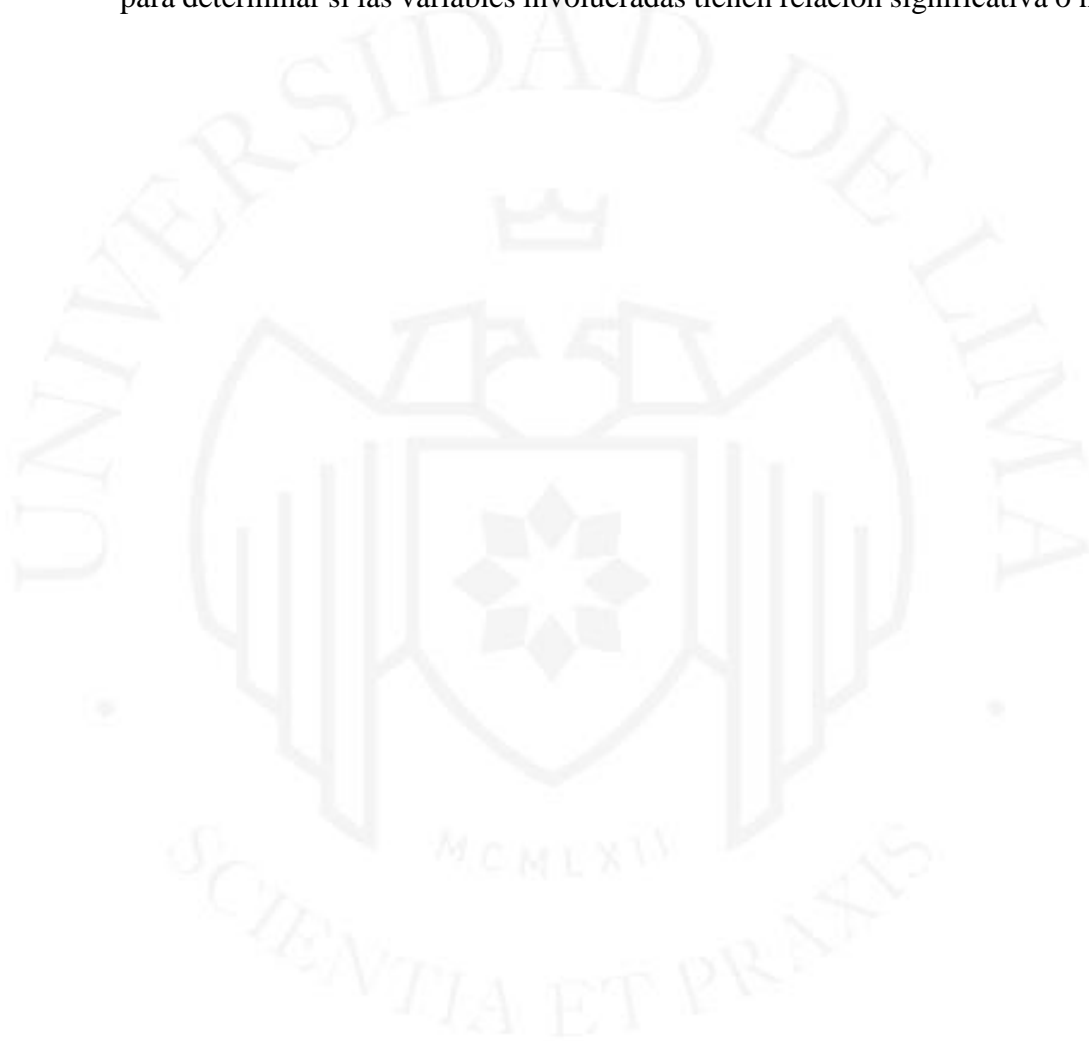 para determinar si las variables involucradas tienen relación significativa o
UNIVERSIDAD DE LIMA
MCMLXII
SCIENTIA ET PRAXIS